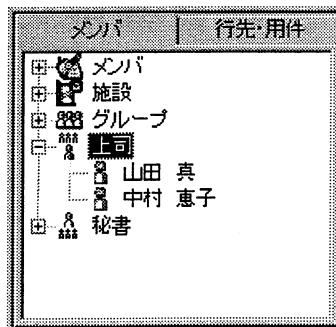 メンバ 行先・用件
メンバ
施設
グループ
上司
山田 真
中村 恵子
秘書